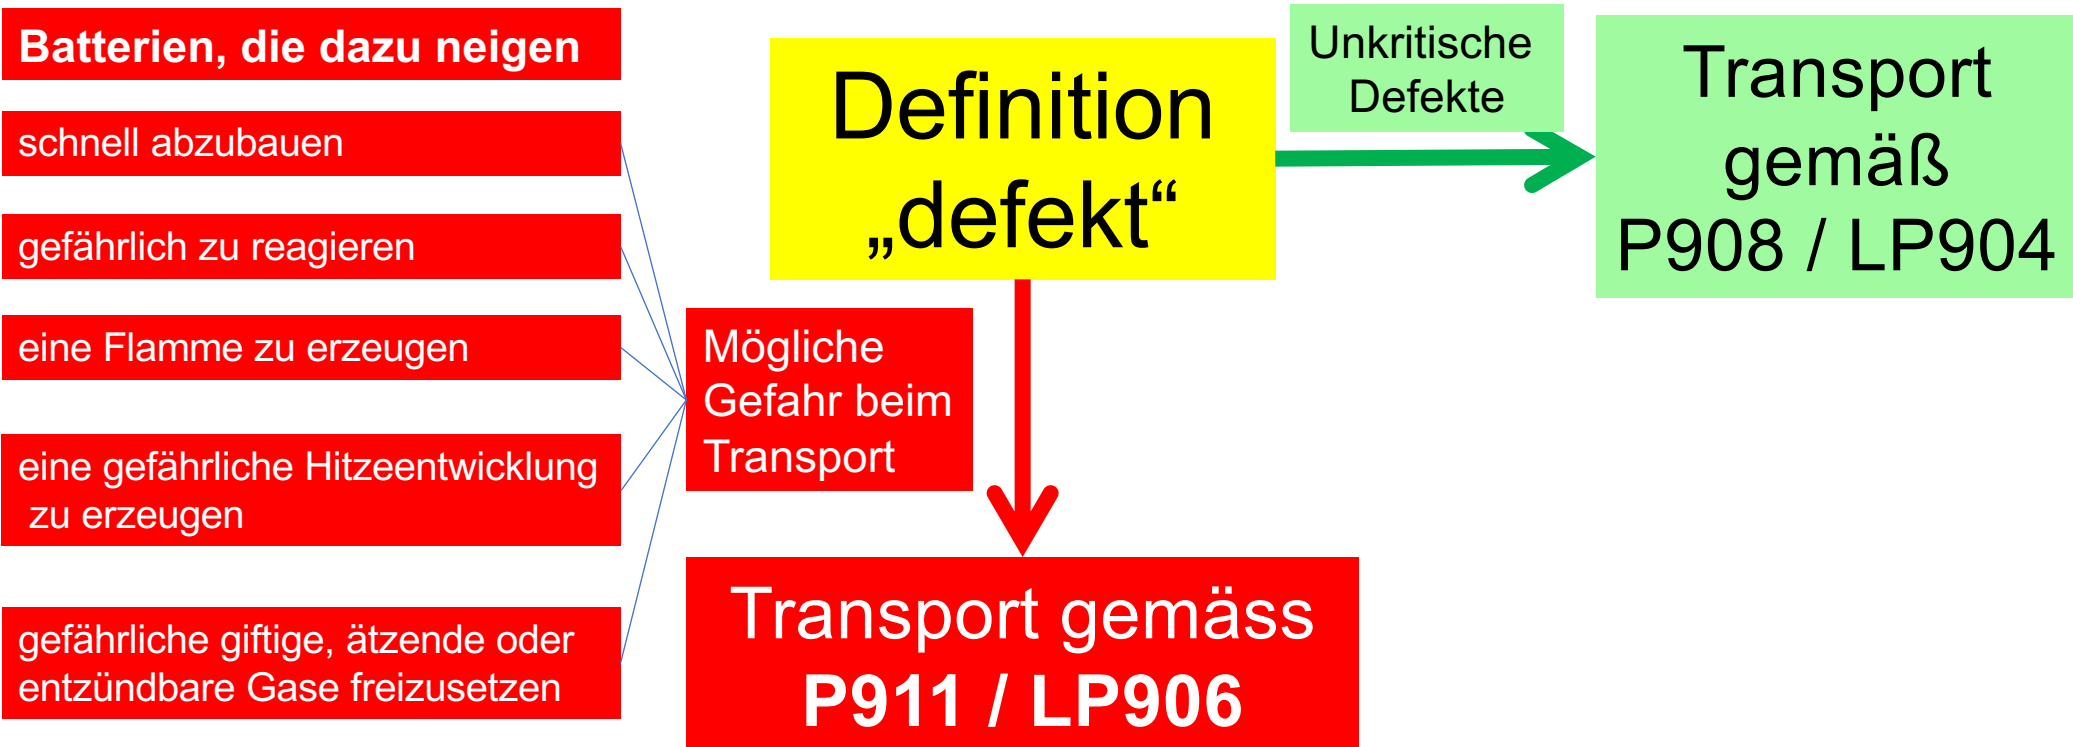 Batterien, die dazu neigen
schnell abzubauen
gefährlich zu reagieren
eine Flamme zu erzeugen
eine gefährliche Hitzeentwicklung
zu erzeugen
gefährliche giftige, ätzende oder
entzündbare Gase freizusetzen
Mögliche
Gefahr beim
Transport
Definition
„defekt“
Unkritische
Defekte
Transport
gemäß
P908 / LP904
Transport gemäss
P911 / LP906